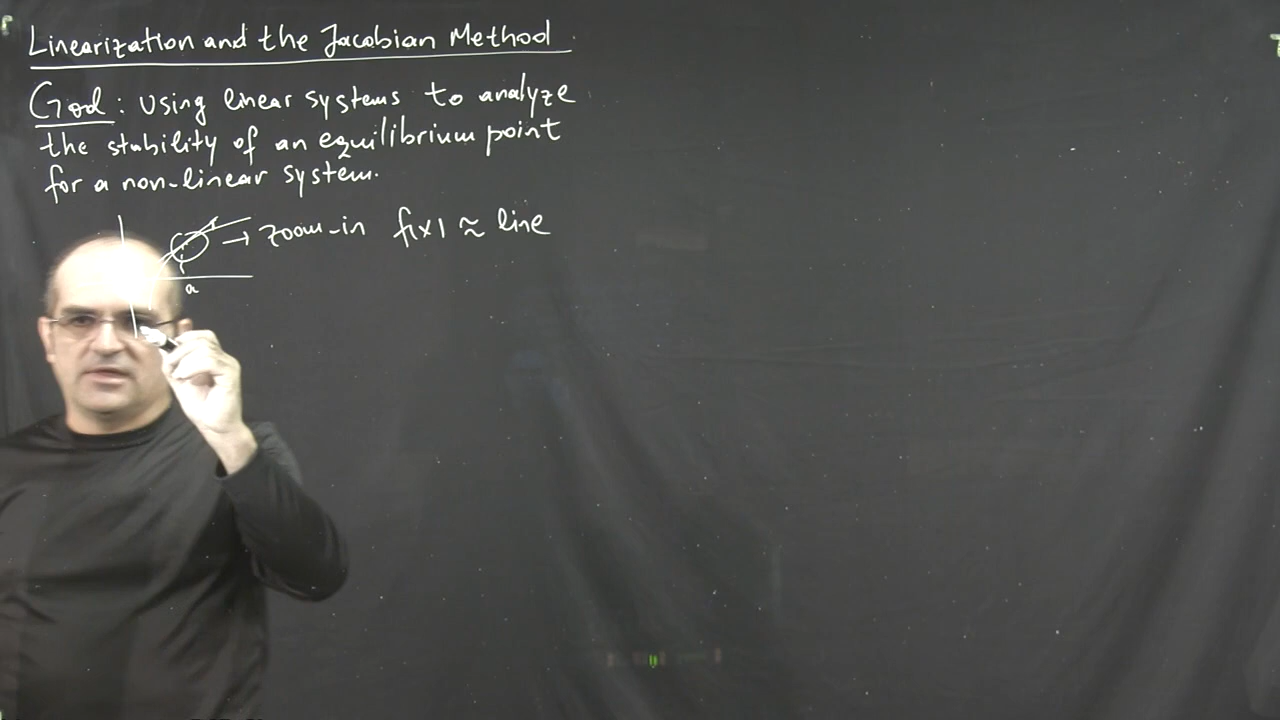 Linearization and the Jacobian Method
Goal: Using linear systems to analyze
the stability of an equilibrium point
for a non-linear system.
→ zoom-in f(x) ≈ line
a